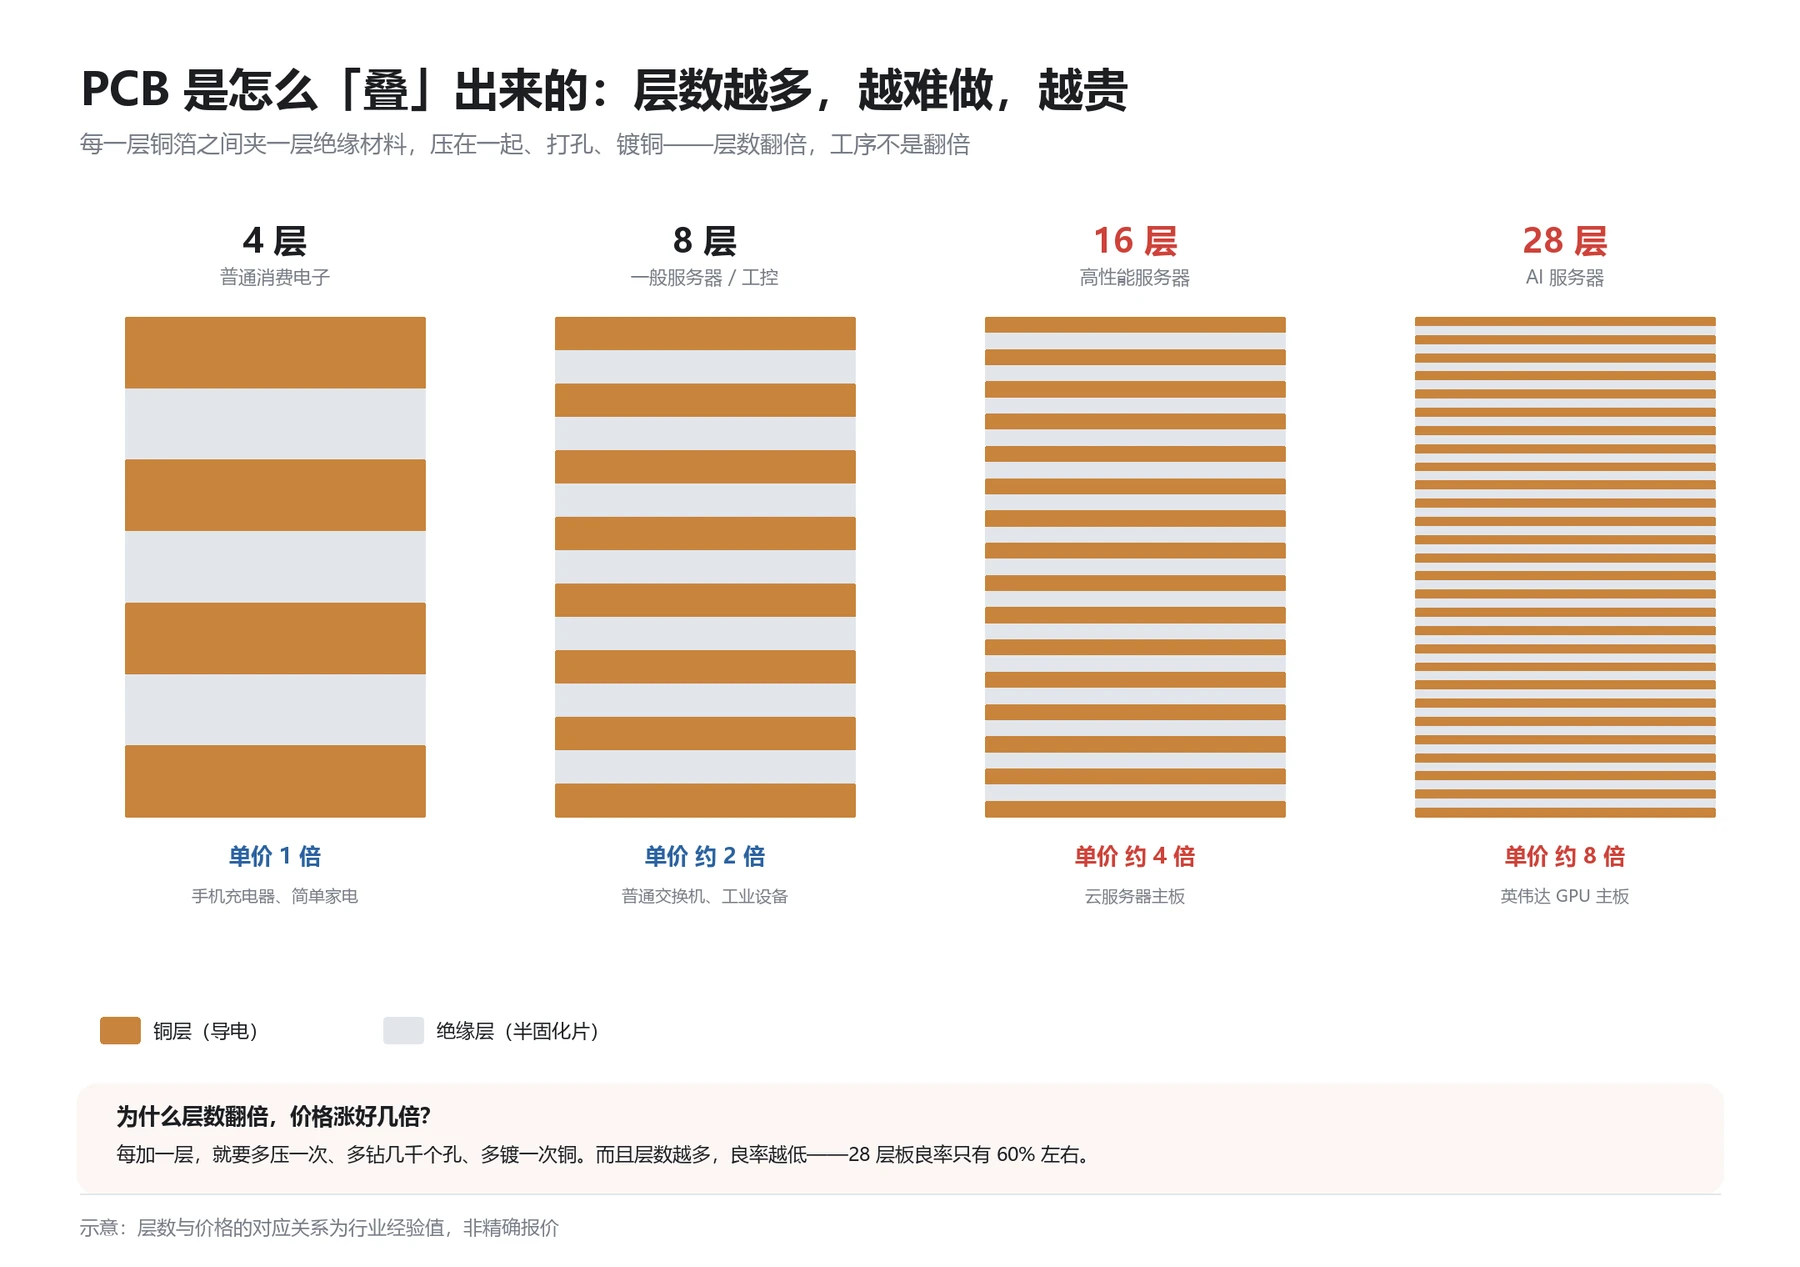 PCB 是怎么「叠」出来的：层数越多，越难做，越贵
每一层铜箔之间夹一层绝缘材料，压在一起、打孔、镀铜——层数翻倍，工序不是翻倍
4 层
普通消费电子
8 层
一般服务器 / 工控
16 层
高性能服务器
28 层
AI 服务器
单价 1 倍
手机充电器、简单家电
单价 约 2 倍
普通交换机、工业设备
单价 约 4 倍
云服务器主板
单价 约 8 倍
英伟达 GPU 主板
铜层（导电）
绝缘层（半固化片）
为什么层数翻倍，价格涨好几倍？
每加一层，就要多压一次、多钻几千个孔、多镀一次铜。而且层数越多，良率越低——28 层板良率只有 60% 左右。
示意：层数与价格的对应关系为行业经验值，非精确报价